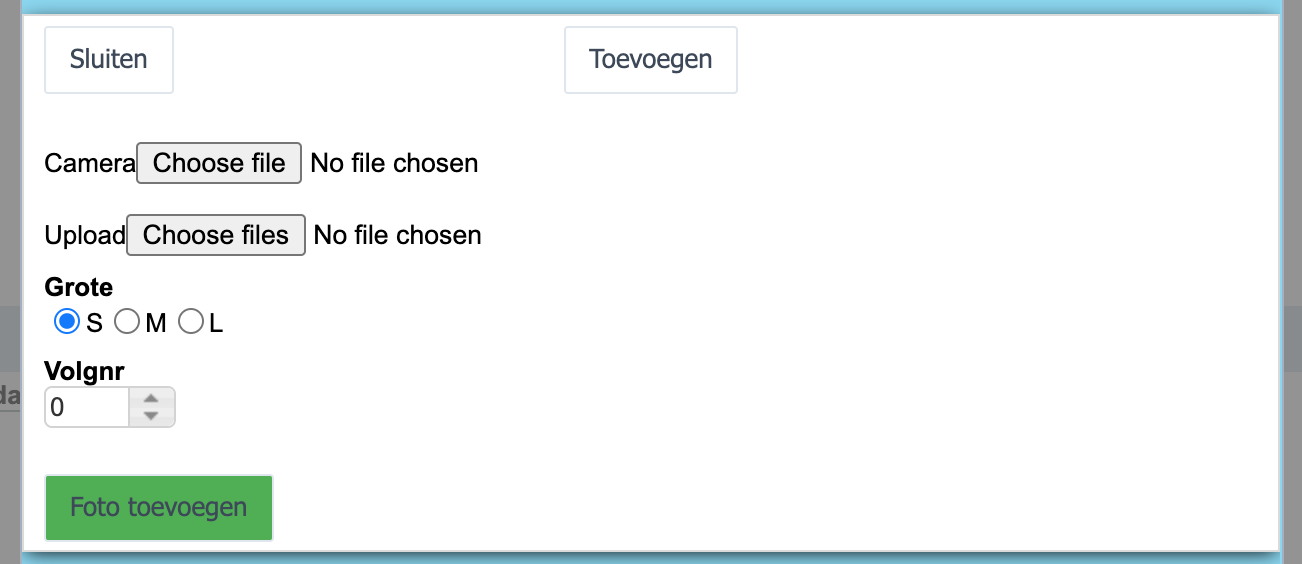 Sluiten Toevoegen
Camera Choose file No file chosen
Upload Choose files No file chosen
Grote
S M L
Volgnr
da
0
Foto toevoegen